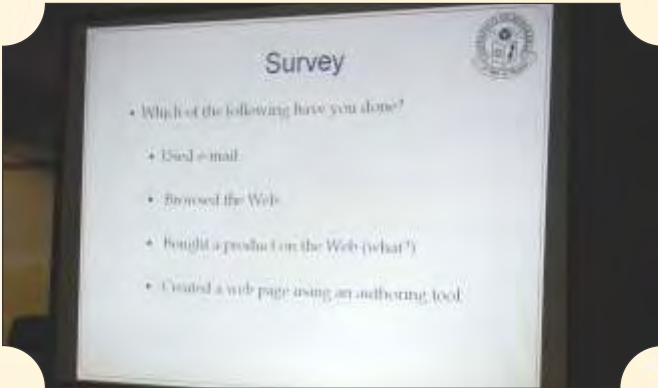 Survey
• Which of the following have you done?
• Used e-mail
• Browsed the Web
• Bought a product on the Web (what?)
• Created a web page using an authoring tool